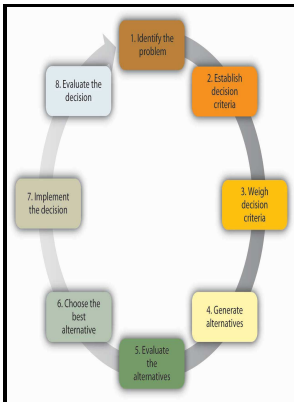 1. Identify the
problem
2. Establish
decision
criteria
3. Weigh
decision
criteria
4. Generate
alternatives
5. Evaluate
the
alternatives
6. Choose the
best
alternative
7. Implement
the decision
8. Evaluate the
decision